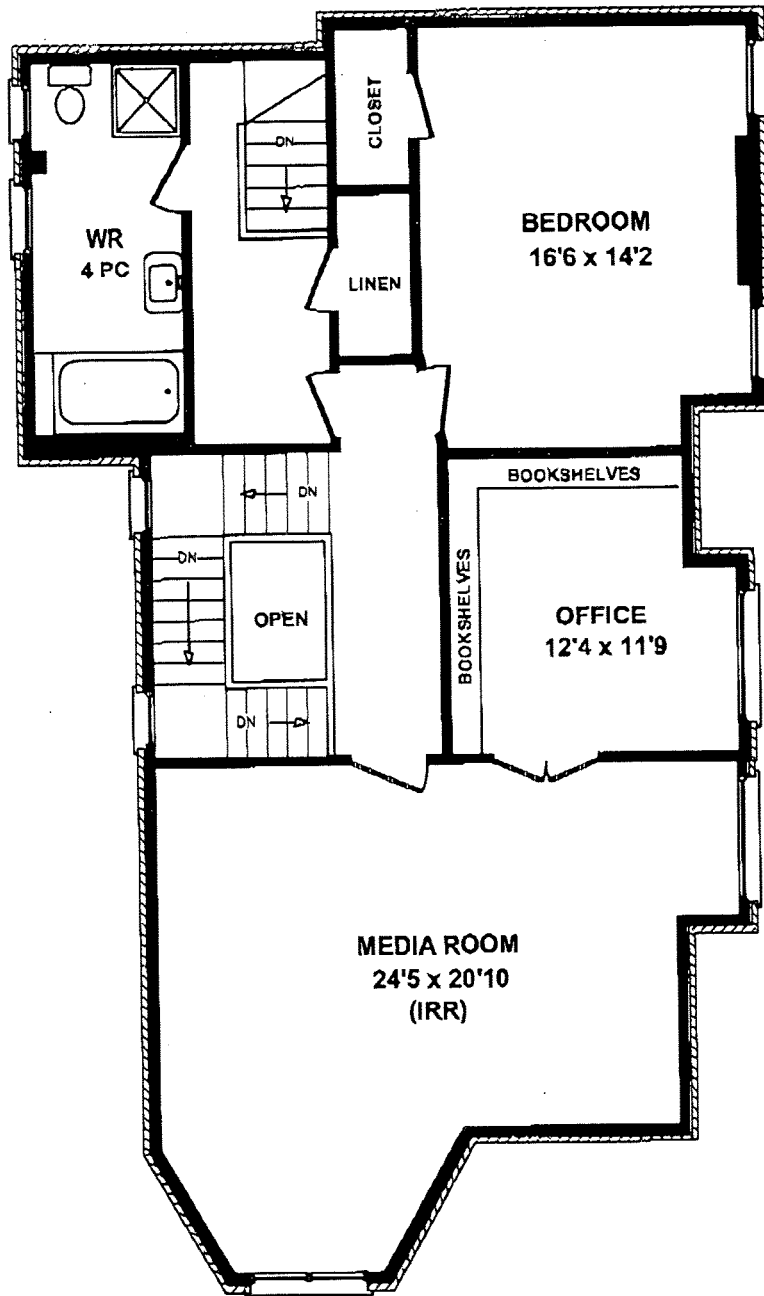 CLOSET
DN
BEDROOM
16'6 x 14'2
WR
4 PC
LINEN
BOOKSHELVES
DN
DN
BOOKSHELVES
OPEN
OFFICE
12'4 x 11'9
DN
MEDIA ROOM
24'5 x 20'10
(IRR)